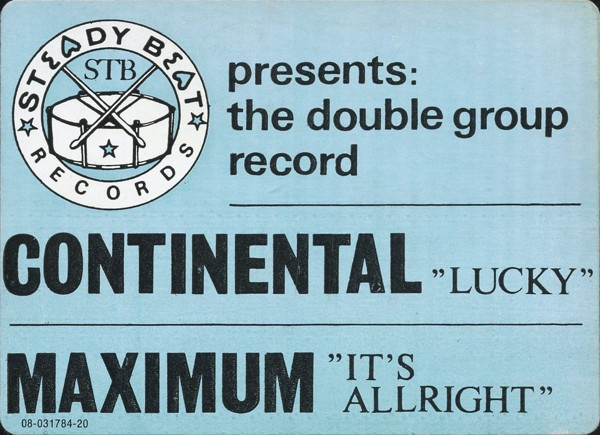 STEADY BEAT
STB
RECORDS
presents:
the double group
record
CONTINENTAL "LUCKY"
MAXIMUM "IT'S
ALLRIGHT"
08-031784-20